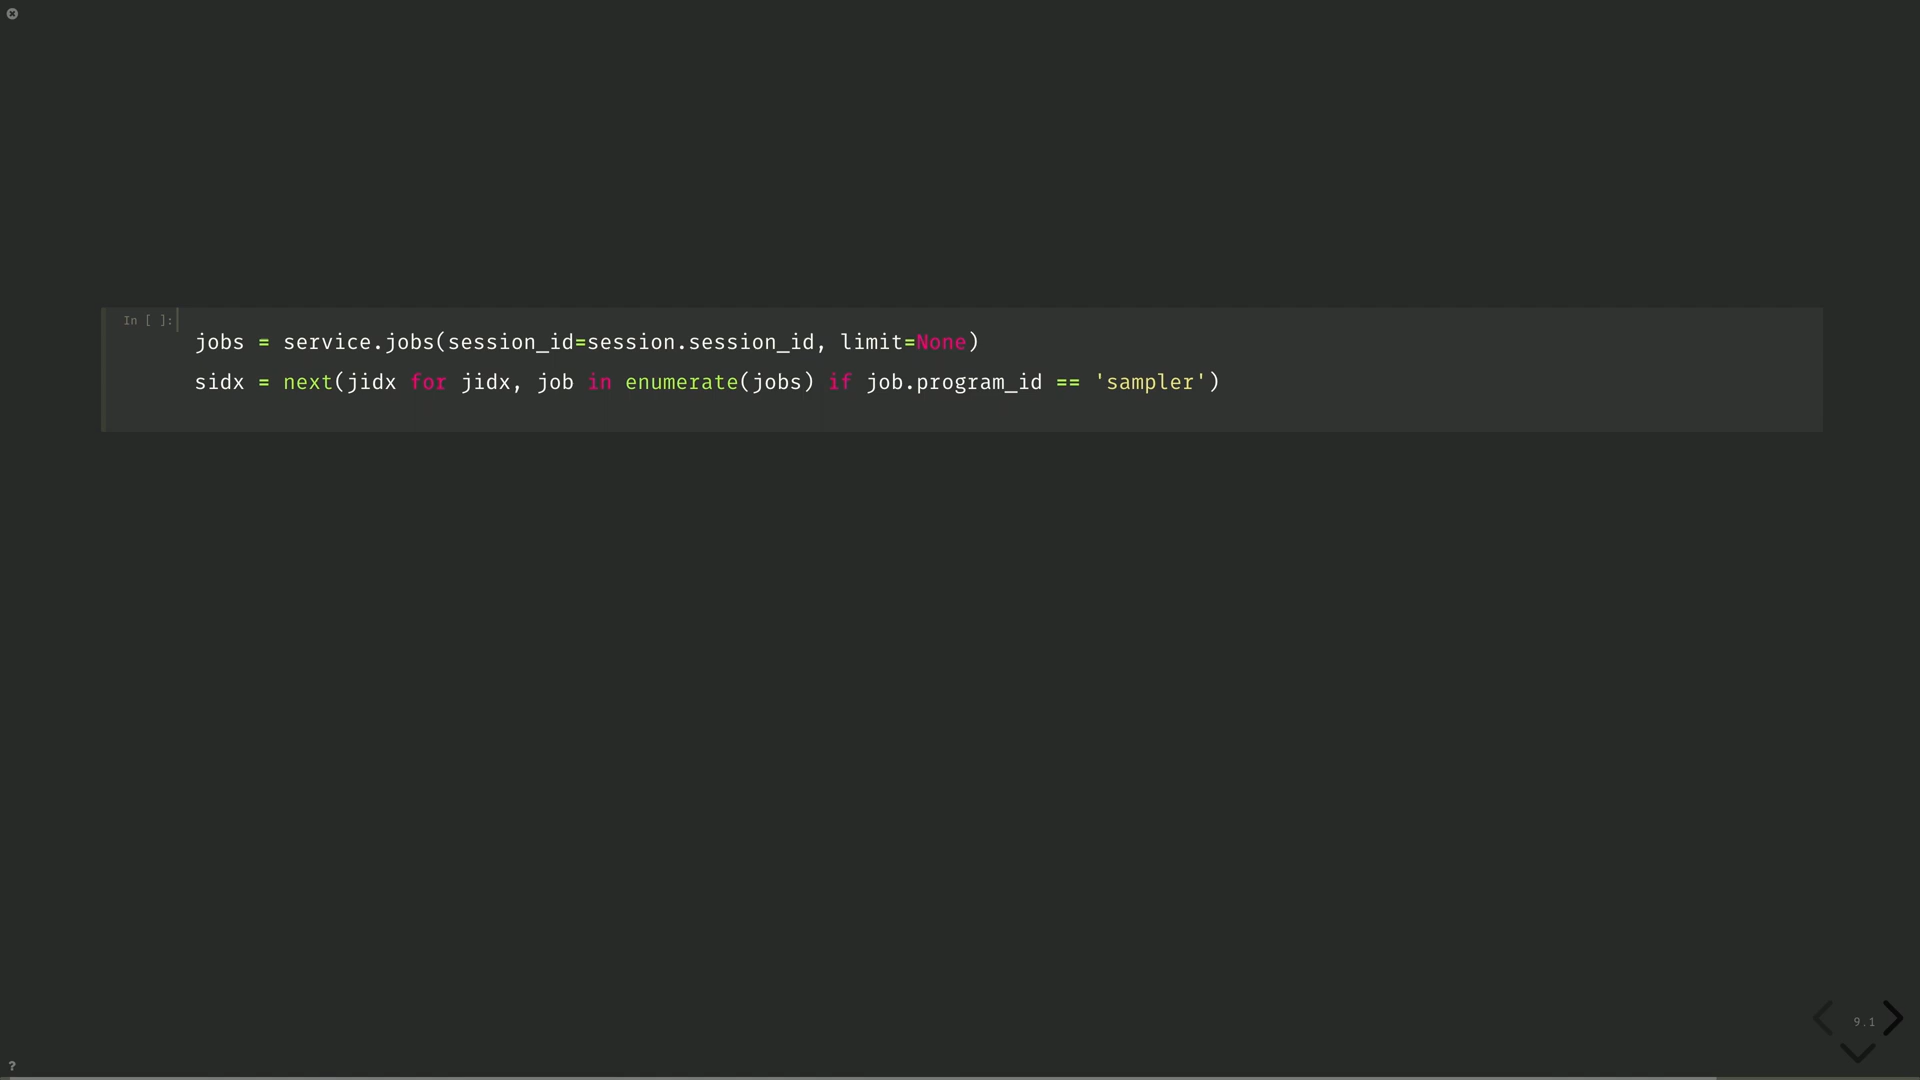 In [ ]:
jobs = service.jobs(session_id=session.session_id, limit=None)
sidx = next(jidx for jidx, job in enumerate(jobs) if job.program_id == 'sampler')
9.1
?